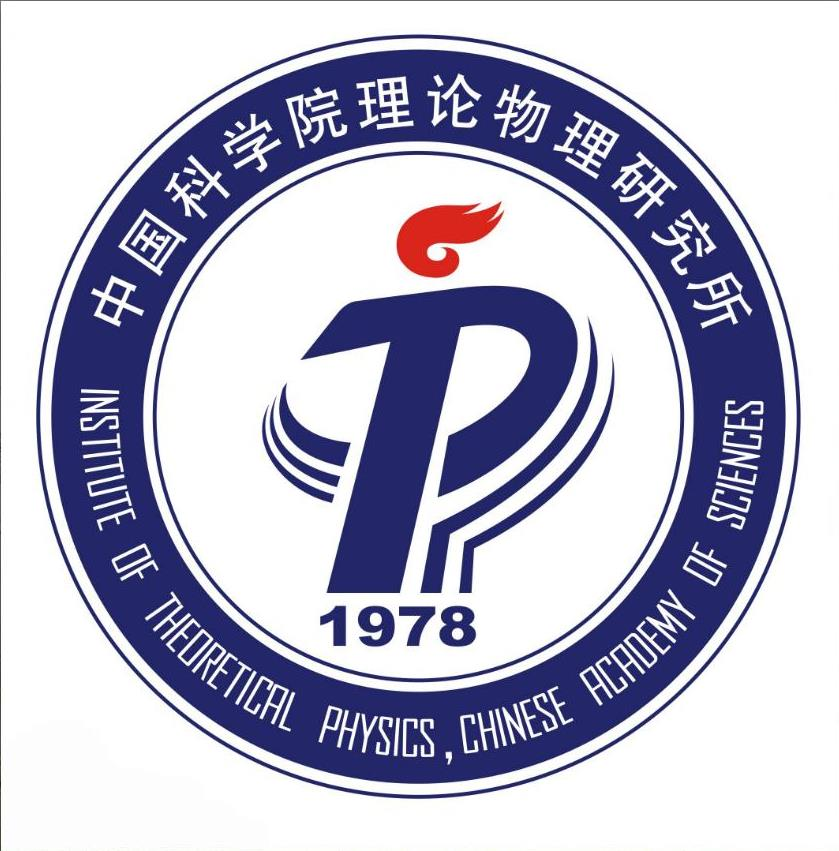 中国科学院理论物理研究所
1978
INSTITUTE OF THEORETICAL PHYSICS, CHINESE ACADEMY OF SCIENCES